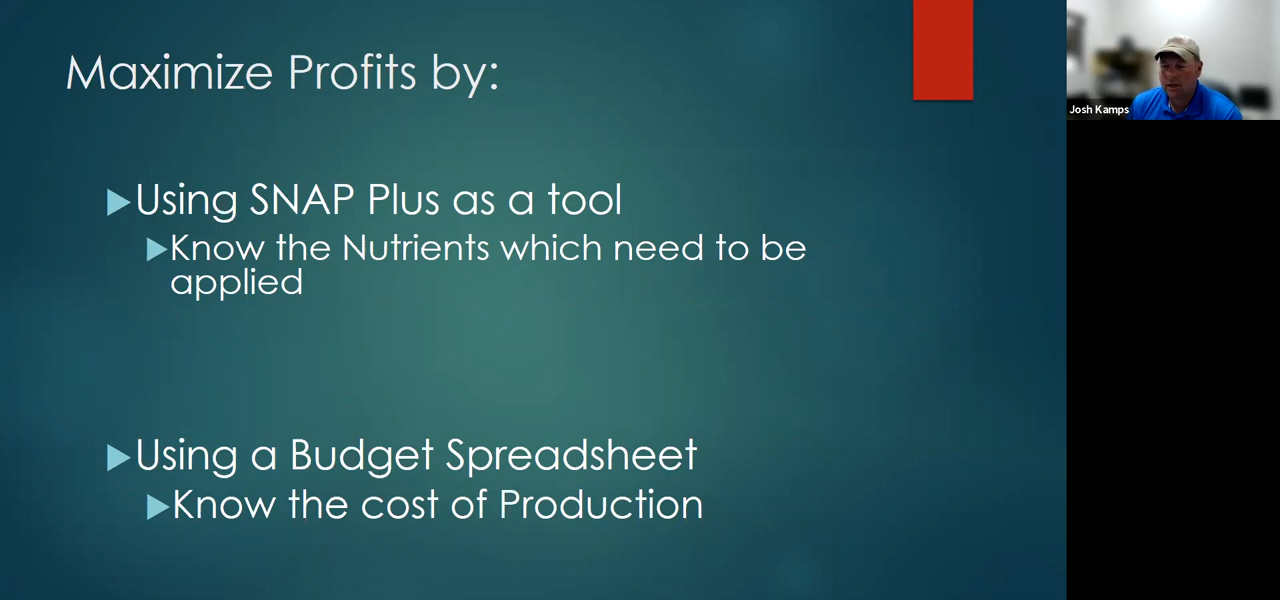 Maximize Profits by:
Using SNAP Plus as a tool
Know the Nutrients which need to be
applied
Using a Budget Spreadsheet
Know the cost of Production
Josh Kamps